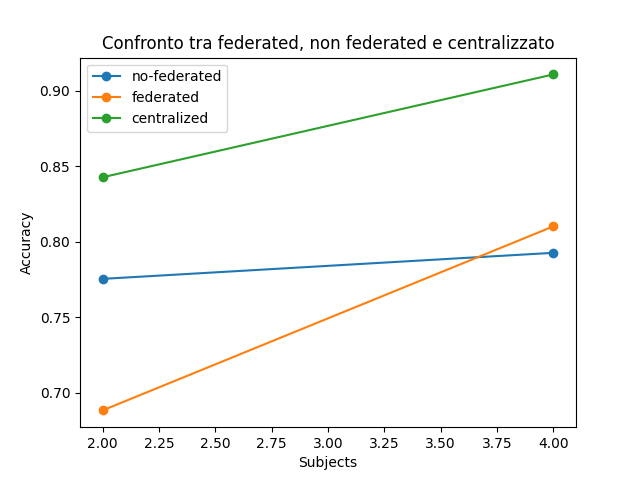 Confronto tra federated, non federated e centralizzato
no-federated
federated
centralized
0.90
0.85
0.80
0.75
0.70
Accuracy
2.00 2.25 2.50 2.75 3.00 3.25 3.50 3.75 4.00
Subjects